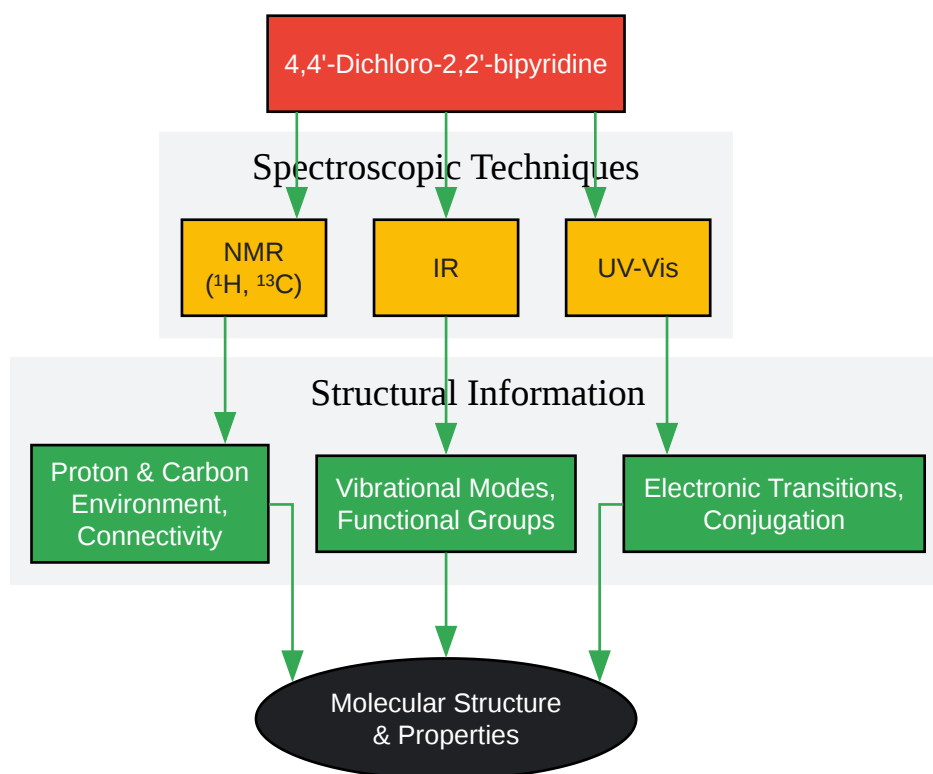 4,4'-Dichloro-2,2'-bipyridine
Spectroscopic Techniques
NMR
(¹H, ¹³C)
IR
UV-Vis
Structural Information
Proton & Carbon
Environment,
Connectivity
Vibrational Modes,
Functional Groups
Electronic Transitions,
Conjugation
Molecular Structure
& Properties